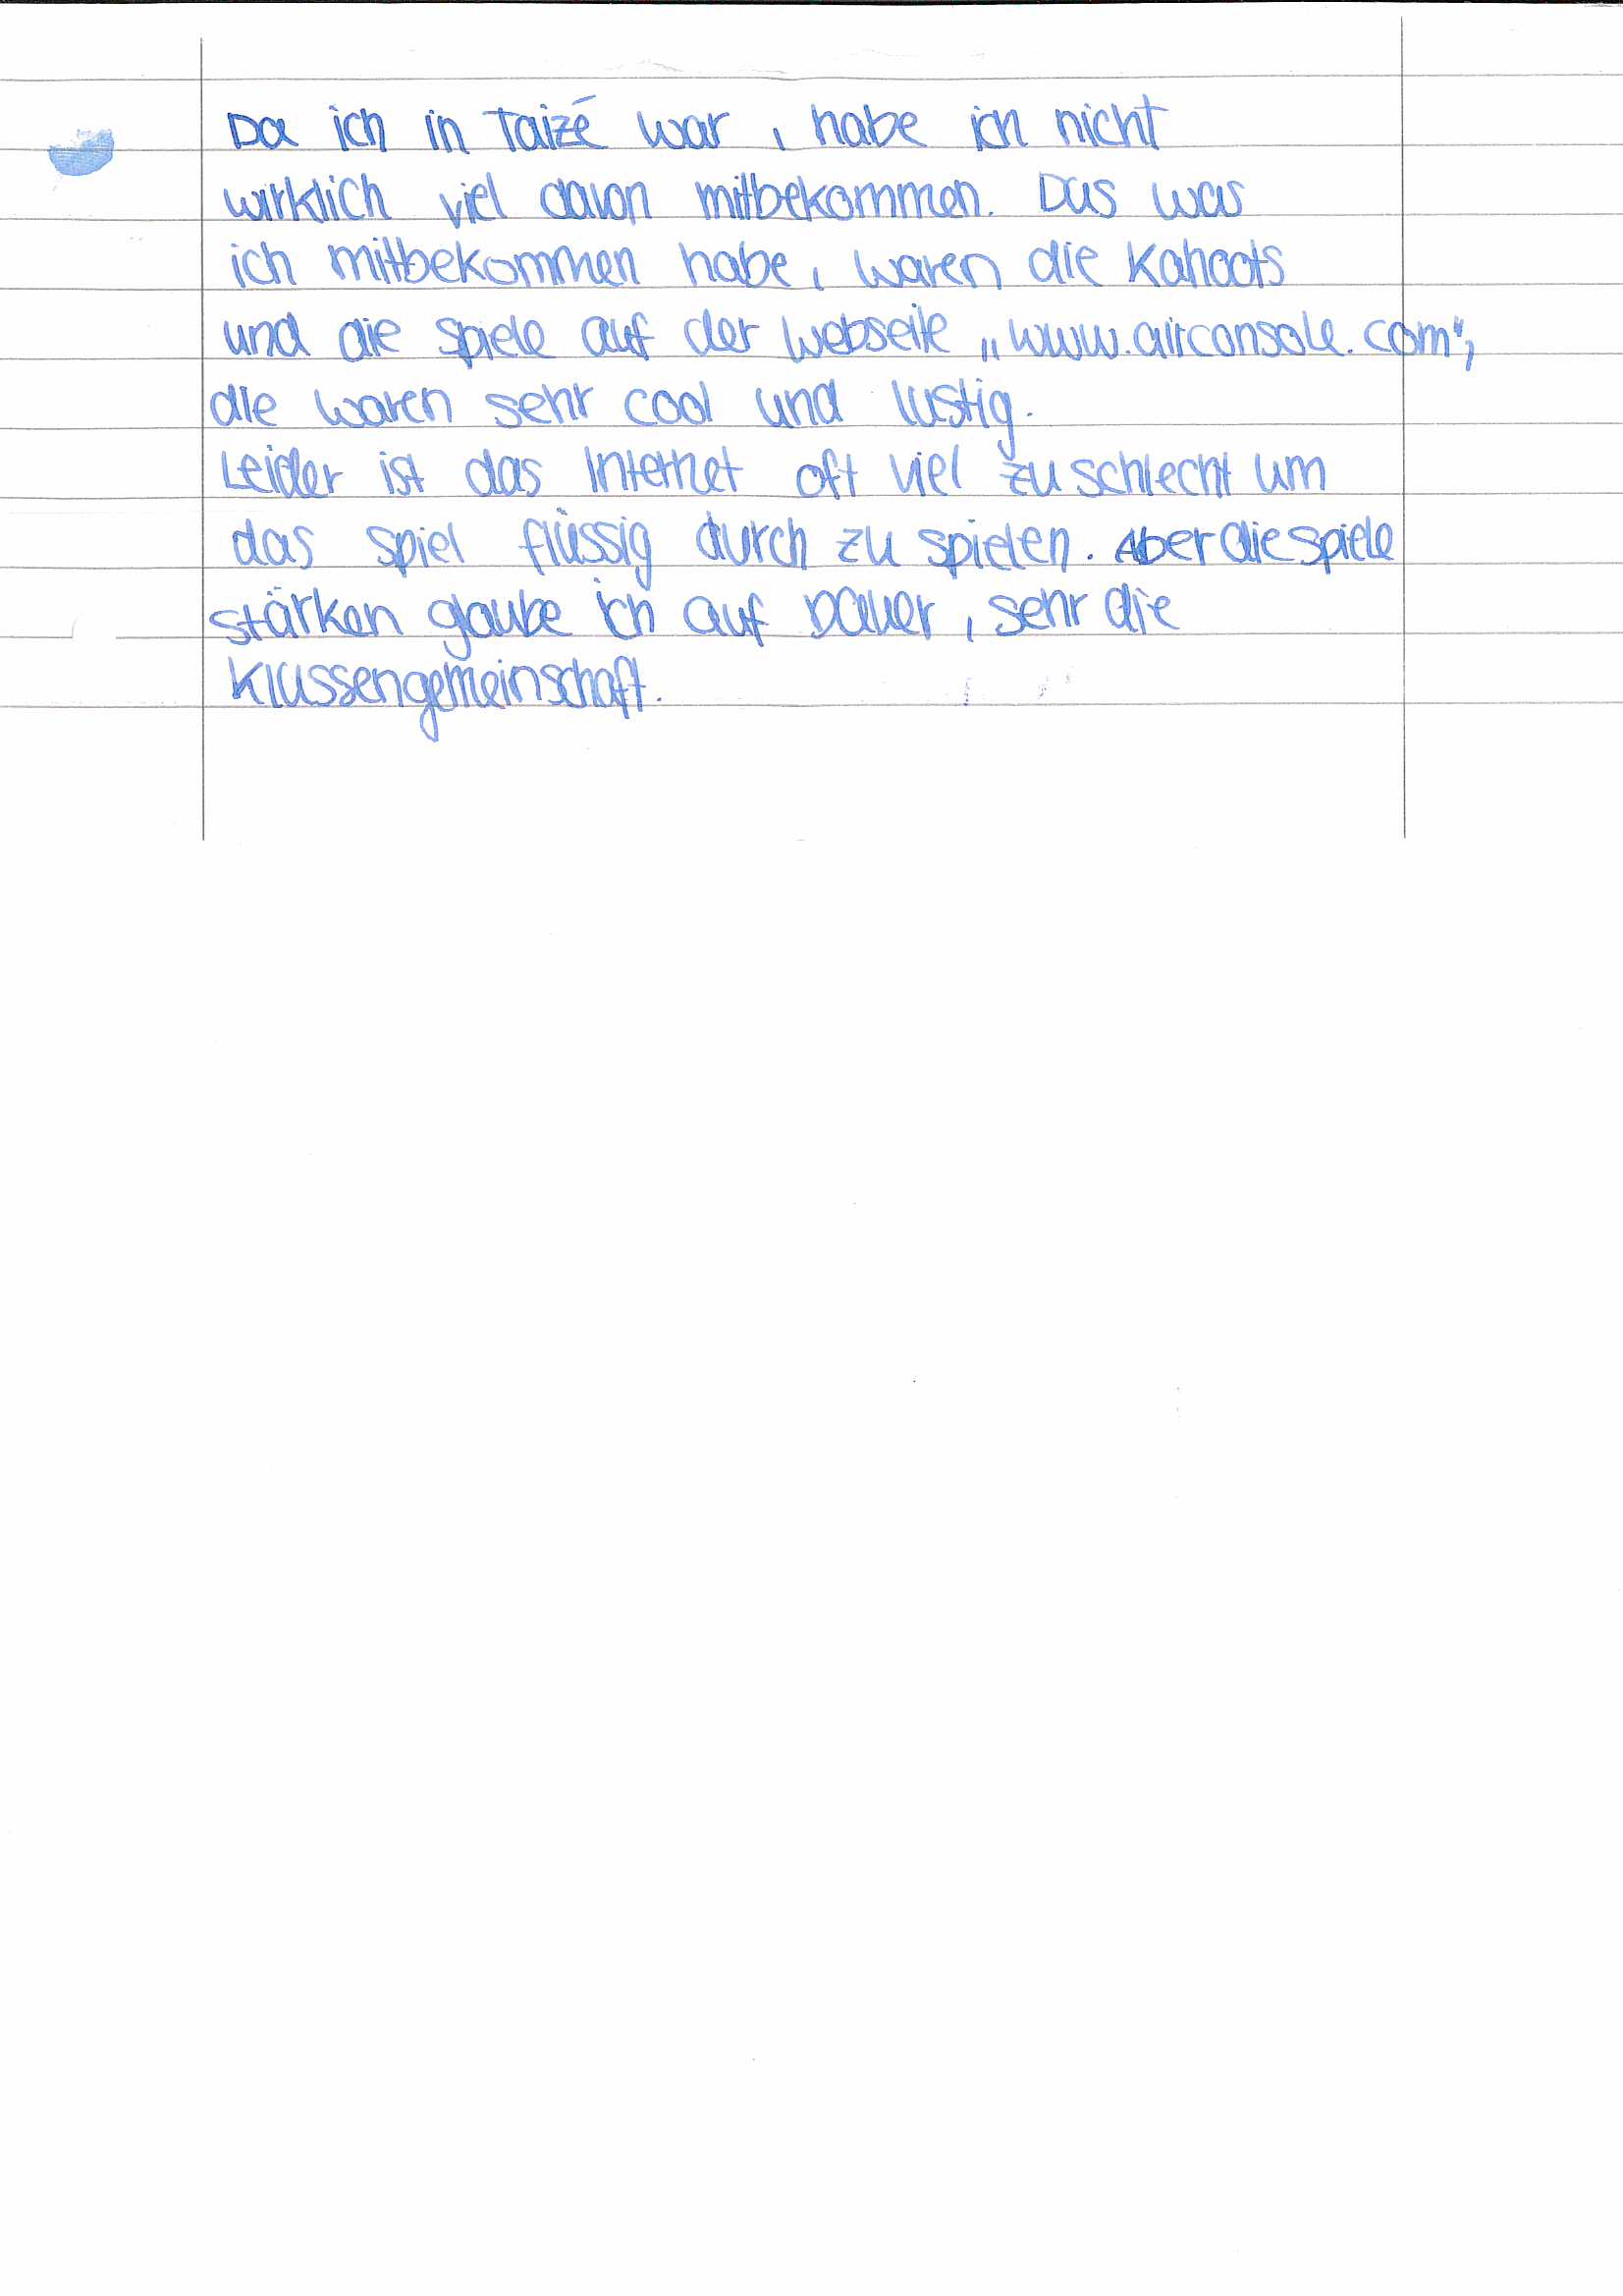 Da ich in Taizé war, habe ich nicht
wirklich viel davon mitbekommen. Das was
ich mitbekommen habe, waren die Kahoots
und die Spiele auf der Webseite „www.airconsole.com“,
die waren sehr cool und lustig.
Leider ist das Internet oft viel zu schlecht um
das Spiel flüssig durch zu spielen. Aber die Spiele
stärken glaube ich auf Dauer, sehr die
Klassengemeinschaft.